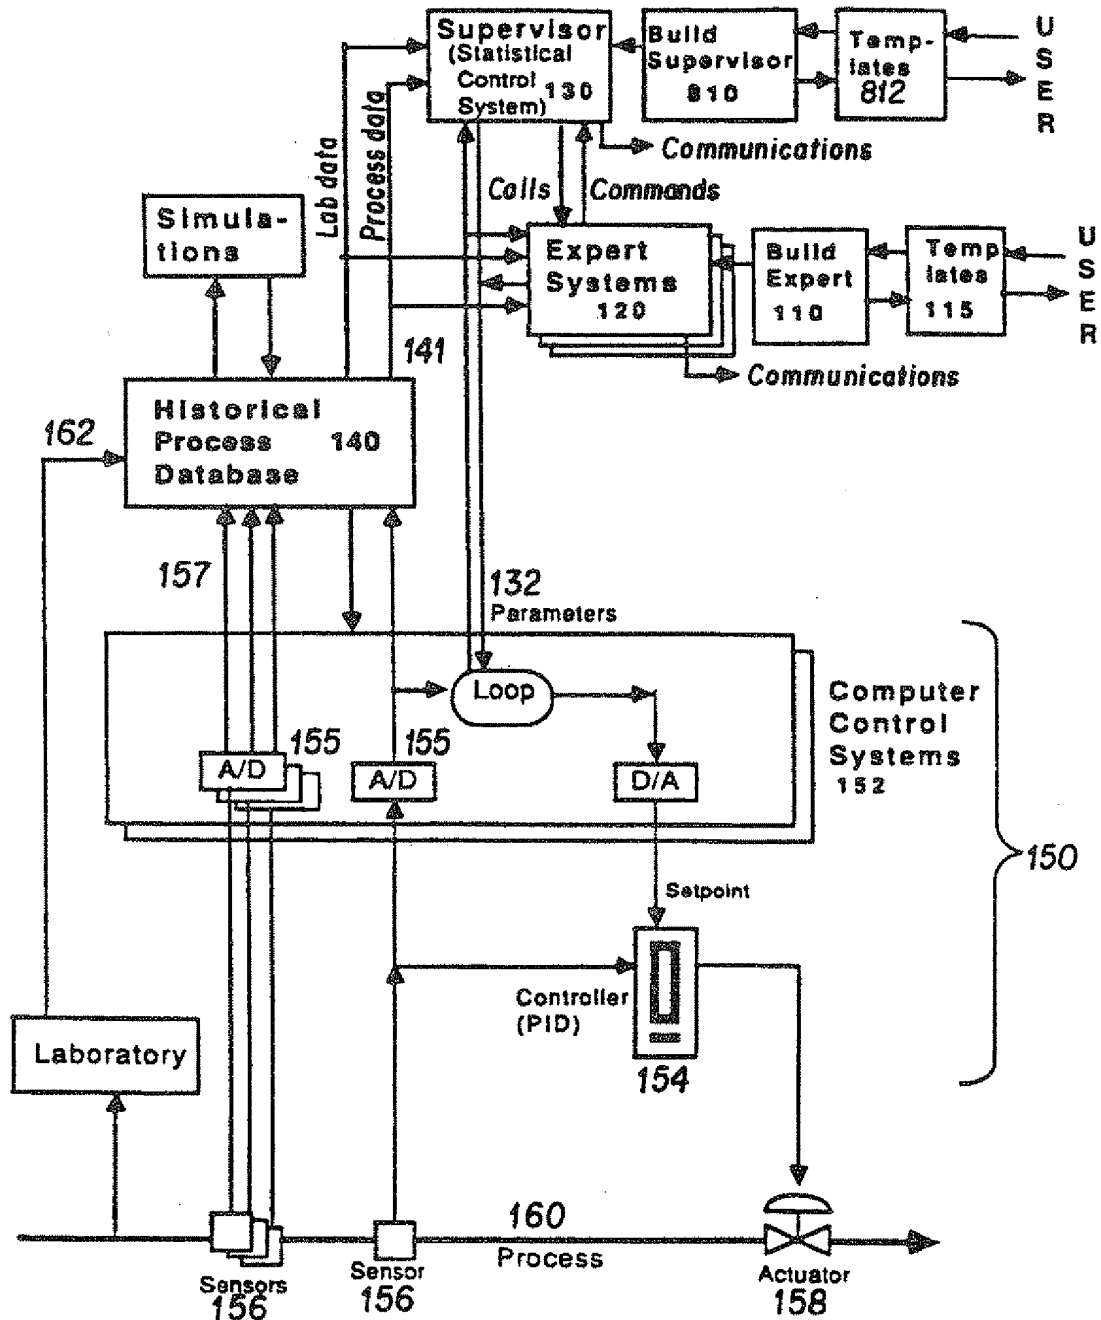 Supervisor
(Statistical
Control
System) 130
Build
Supervisor
810
Temp-
lates
812
USER
Lab data
Process data
Communications
Calls
Commands
Simula-
tions
Expert
Systems
120
Build
Expert
110
Temp
lates
115
USER
141
Communications
Historical
Process 140
Database
162
157
132
Parameters
Loop
155
155
A/D
A/D
D/A
Computer
Control
Systems
152
150
Setpoint
Controller
(PID)
154
Laboratory
160
Process
Sensors
156
Sensor
156
Actuator
158